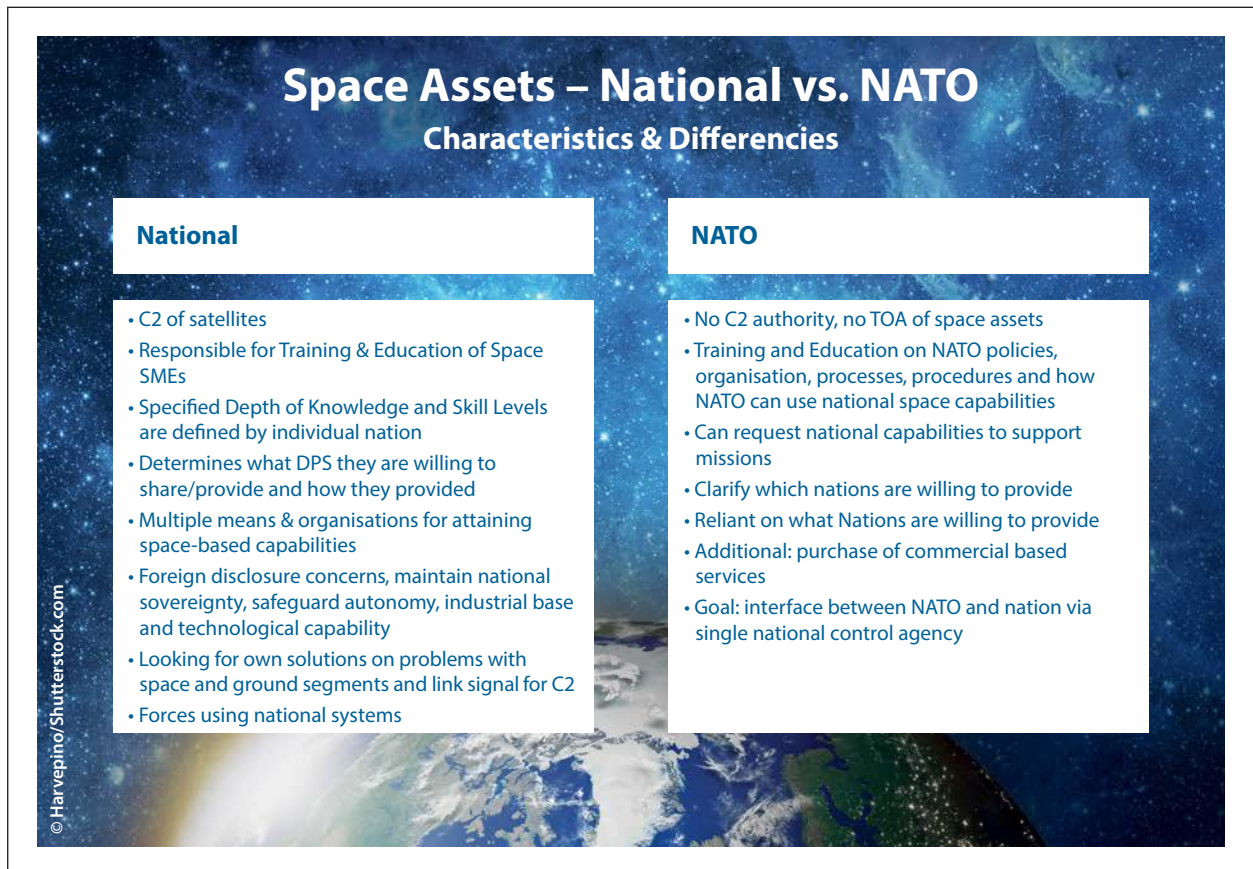 Space Assets – National vs. NATO
Characteristics & Differencies
National
• C2 of satellites
• Responsible for Training & Education of Space
SMEs
• Specified Depth of Knowledge and Skill Levels
are defined by individual nation
• Determines what DPS they are willing to
share/provide and how they provided
• Multiple means & organisations for attaining
space-based capabilities
• Foreign disclosure concerns, maintain national
sovereignty, safeguard autonomy, industrial base
and technological capability
• Looking for own solutions on problems with
space and ground segments and link signal for C2
• Forces using national systems
NATO
• No C2 authority, no TOA of space assets
• Training and Education on NATO policies,
organisation, processes, procedures and how
NATO can use national space capabilities
• Can request national capabilities to support
missions
• Clarify which nations are willing to provide
• Reliant on what Nations are willing to provide
• Additional: purchase of commercial based
services
• Goal: interface between NATO and nation via
single national control agency
© Harvepino/Shutterstock.com